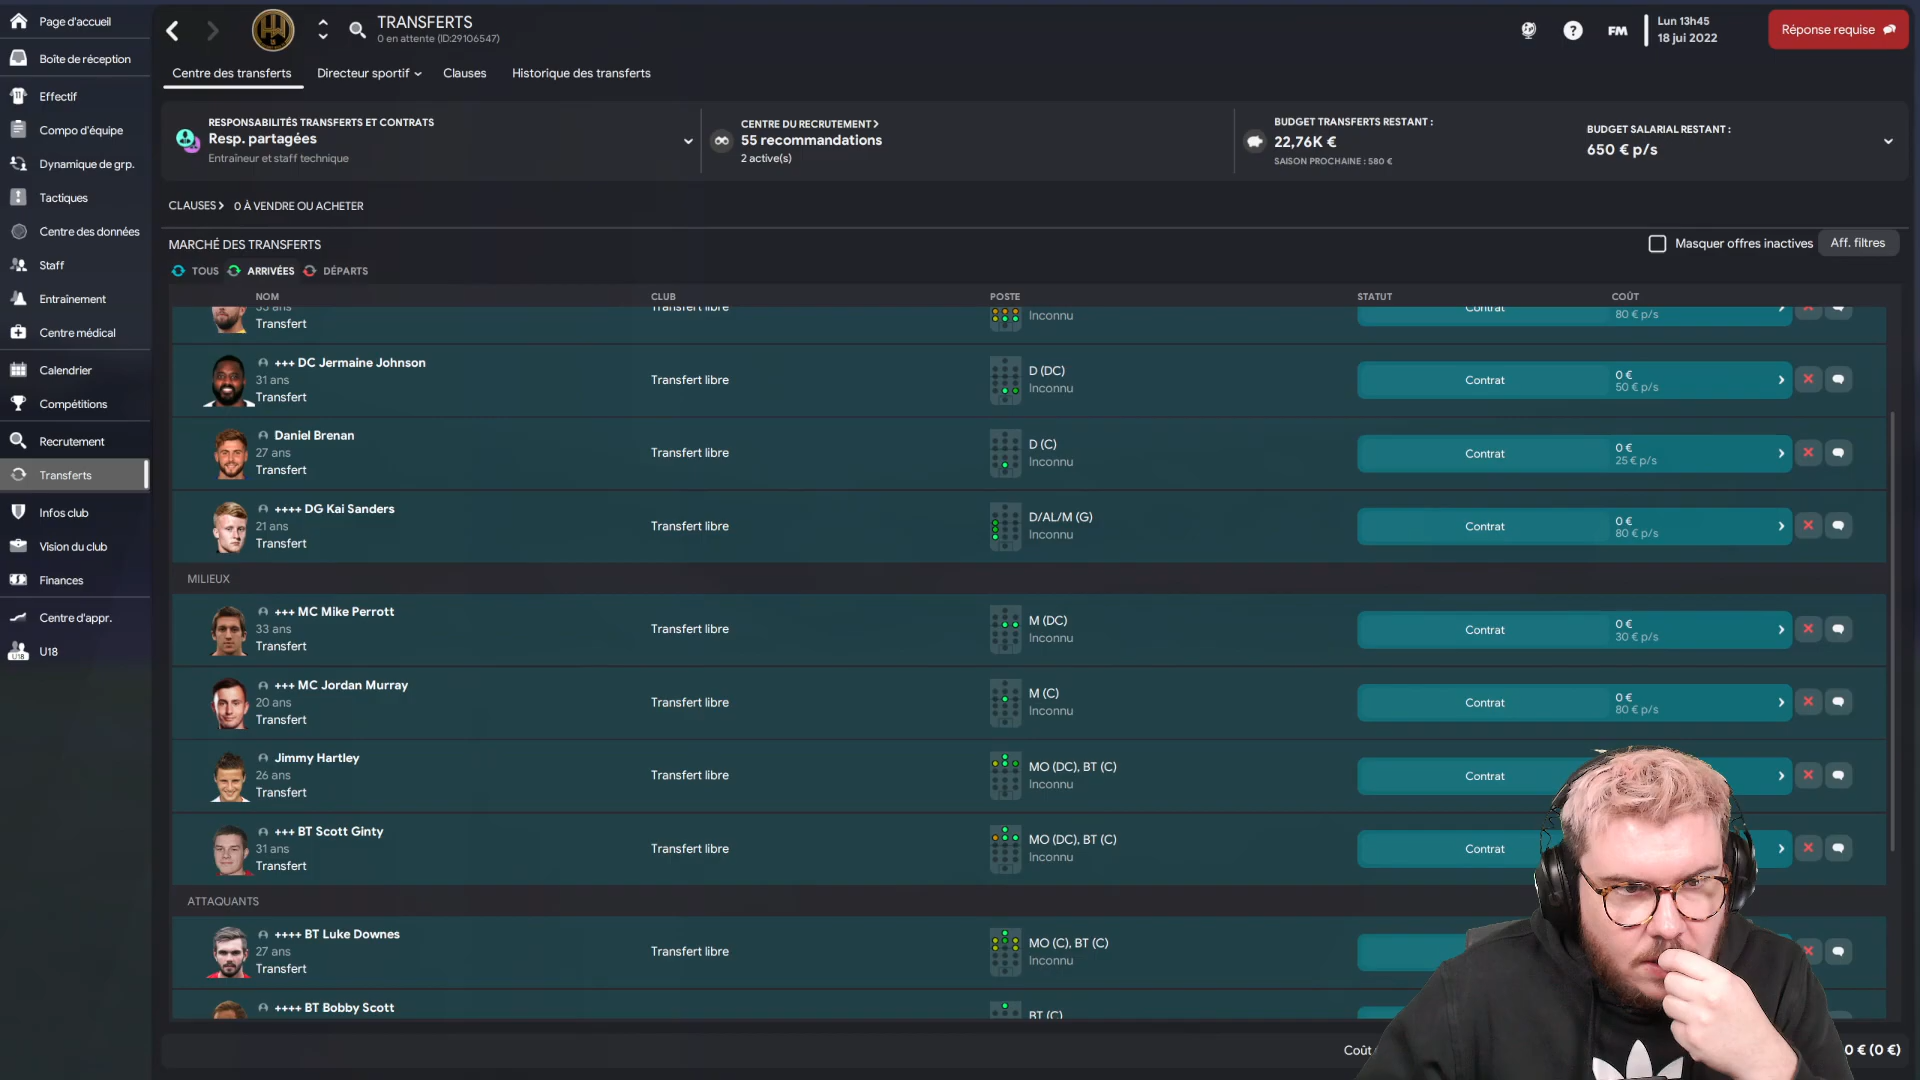 Page d'accueil
Boîte de réception
Effectif
Compo d'équipe
Dynamique de grp.
Tactiques
Centre des données
Staff
Entraînement
Centre médical
Calendrier
Compétitions
Recrutement
Transferts
Infos club
Vision du club
Finances
Centre d'appr.
U18
TRANSFERTS
0 en attente (ID:29106547)
FM
Lun 13h45
18 jui 2022
Réponse requise
Centre des transferts
Directeur sportif
Clauses
Historique des transferts
RESPONSABILITÉS TRANSFERTS ET CONTRATS
Resp. partagées
Entraîneur et staff technique
CENTRE DU RECRUTEMENT >
55 recommandations
2 active(s)
BUDGET TRANSFERTS RESTANT :
22,76K €
SAISON PROCHAINE : 580 €
BUDGET SALARIAL RESTANT :
650 € p/s
CLAUSES > 0 À VENDRE OU ACHETER
MARCHÉ DES TRANSFERTS
Masquer offres inactives
Aff. filtres
TOUS ARRIVÉES DÉPARTS
NOM CLUB POSTE STATUT COÛT
Transfert
Transfert libre
Inconnu
Contrat
80 € p/s
+++ DC Jermaine Johnson
31 ans
Transfert
Transfert libre
D (DC)
Inconnu
Contrat
0 €
50 € p/s
Daniel Brenan
27 ans
Transfert
Transfert libre
D (C)
Inconnu
Contrat
0 €
25 € p/s
++++ DG Kai Sanders
21 ans
Transfert
Transfert libre
D/AL/M (G)
Inconnu
Contrat
0 €
80 € p/s
MILIEUX
+++ MC Mike Perrott
33 ans
Transfert
Transfert libre
M (DC)
Inconnu
Contrat
0 €
30 € p/s
+++ MC Jordan Murray
20 ans
Transfert
Transfert libre
M (C)
Inconnu
Contrat
0 €
80 € p/s
Jimmy Hartley
26 ans
Transfert
Transfert libre
MO (DC), BT (C)
Inconnu
Contrat
+++ BT Scott Ginty
31 ans
Transfert
Transfert libre
MO (DC), BT (C)
Inconnu
Contrat
ATTAQUANTS
++++ BT Luke Downes
27 ans
Transfert
Transfert libre
MO (C), BT (C)
Inconnu
++++ BT Bobby Scott
BT (C)
Coût
0 € (0 €)